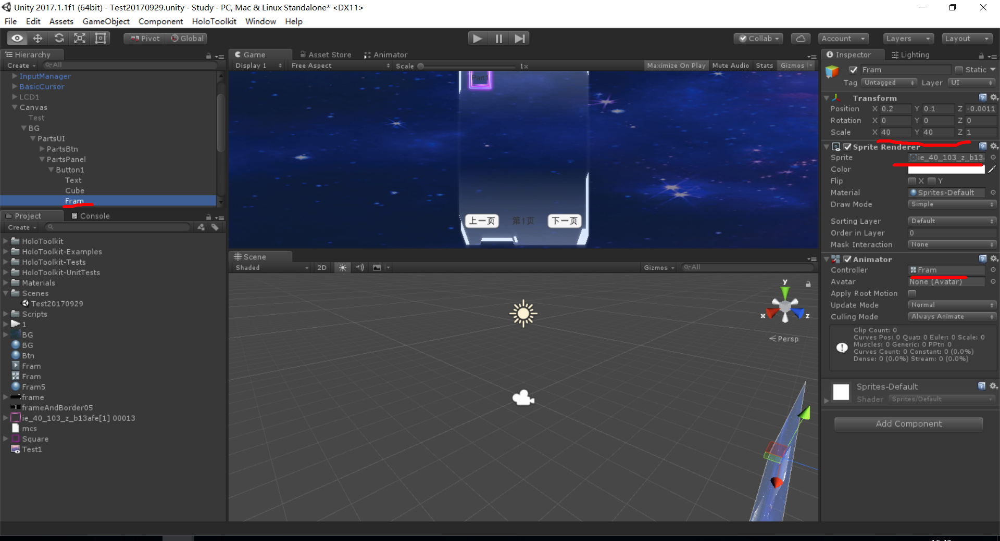 Unity 2017.1.1f1 (64bit) - Test20170929.unity - Study - PC, Mac & Linux Standalone* <DX11>
File Edit Assets GameObject Component HoloToolkit Window Help
Pivot Global Collab Account Layers Layout
Hierarchy
Create All
InputManager
BasicCursor
LCD1
Canvas
Test
BG
PartsUI
PartsBtn
PartsPanel
Button1
Text
Cube
Fram
Project Console
Create
HoloToolkit
HoloToolkit-Examples
HoloToolkit-Tests
HoloToolkit-UnitTests
Materials
Scenes
Test20170929
Scripts
1
BG
BG
Btn
Fram
Fram
Fram5
frame
frameAndBorder05
ie_40_103_z_b13afe[1] 00013
mcs
Square
Test1
Game Asset Store Animator
Display 1 Free Aspect Scale 1x Maximize On Play Mute Audio Stats Gizmos
Part1
上一页 第1页 下一页
Scene
Shaded 2D Gizmos All
y
x z
Persp
Inspector Lighting
Fram Static
Tag Untagged Layer UI
Transform
Position X 0.2 Y 0.1 Z -0.0011
Rotation X 0 Y 0 Z 0
Scale X 40 Y 40 Z 1
Sprite Renderer
Sprite ie_40_103_z_b13
Color
Flip X Y
Material Sprites-Default
Draw Mode Simple
Sorting Layer Default
Order in Layer 0
Mask Interaction None
Animator
Controller Fram
Avatar None (Avatar)
Apply Root Motion
Update Mode Normal
Culling Mode Always Animate
Clip Count: 0
Curves Pos: 0 Quat: 0 Euler: 0 Scale: 0
Muscles: 0 Generic: 0 PPtr: 0
Curves Count: 0 Constant: 0 (0.0%)
Dense: 0 (0.0%) Stream: 0 (0.0%)
Sprites-Default
Shader Sprites/Default
Add Component